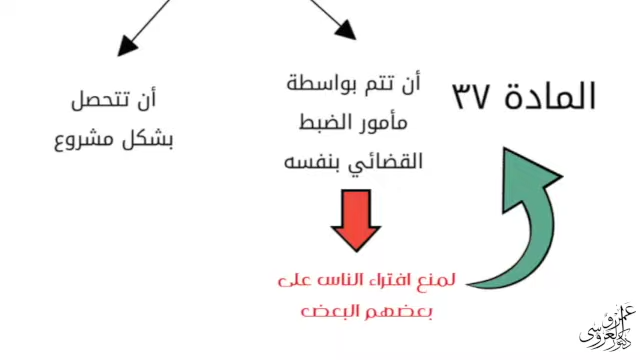 المادة ٣٧
أن تتم بواسطة
مأمور الضبط
القضائي بنفسه
أن تتحصل
بشكل مشروع
لمنع افتراء الناس على
بعضهم البعض